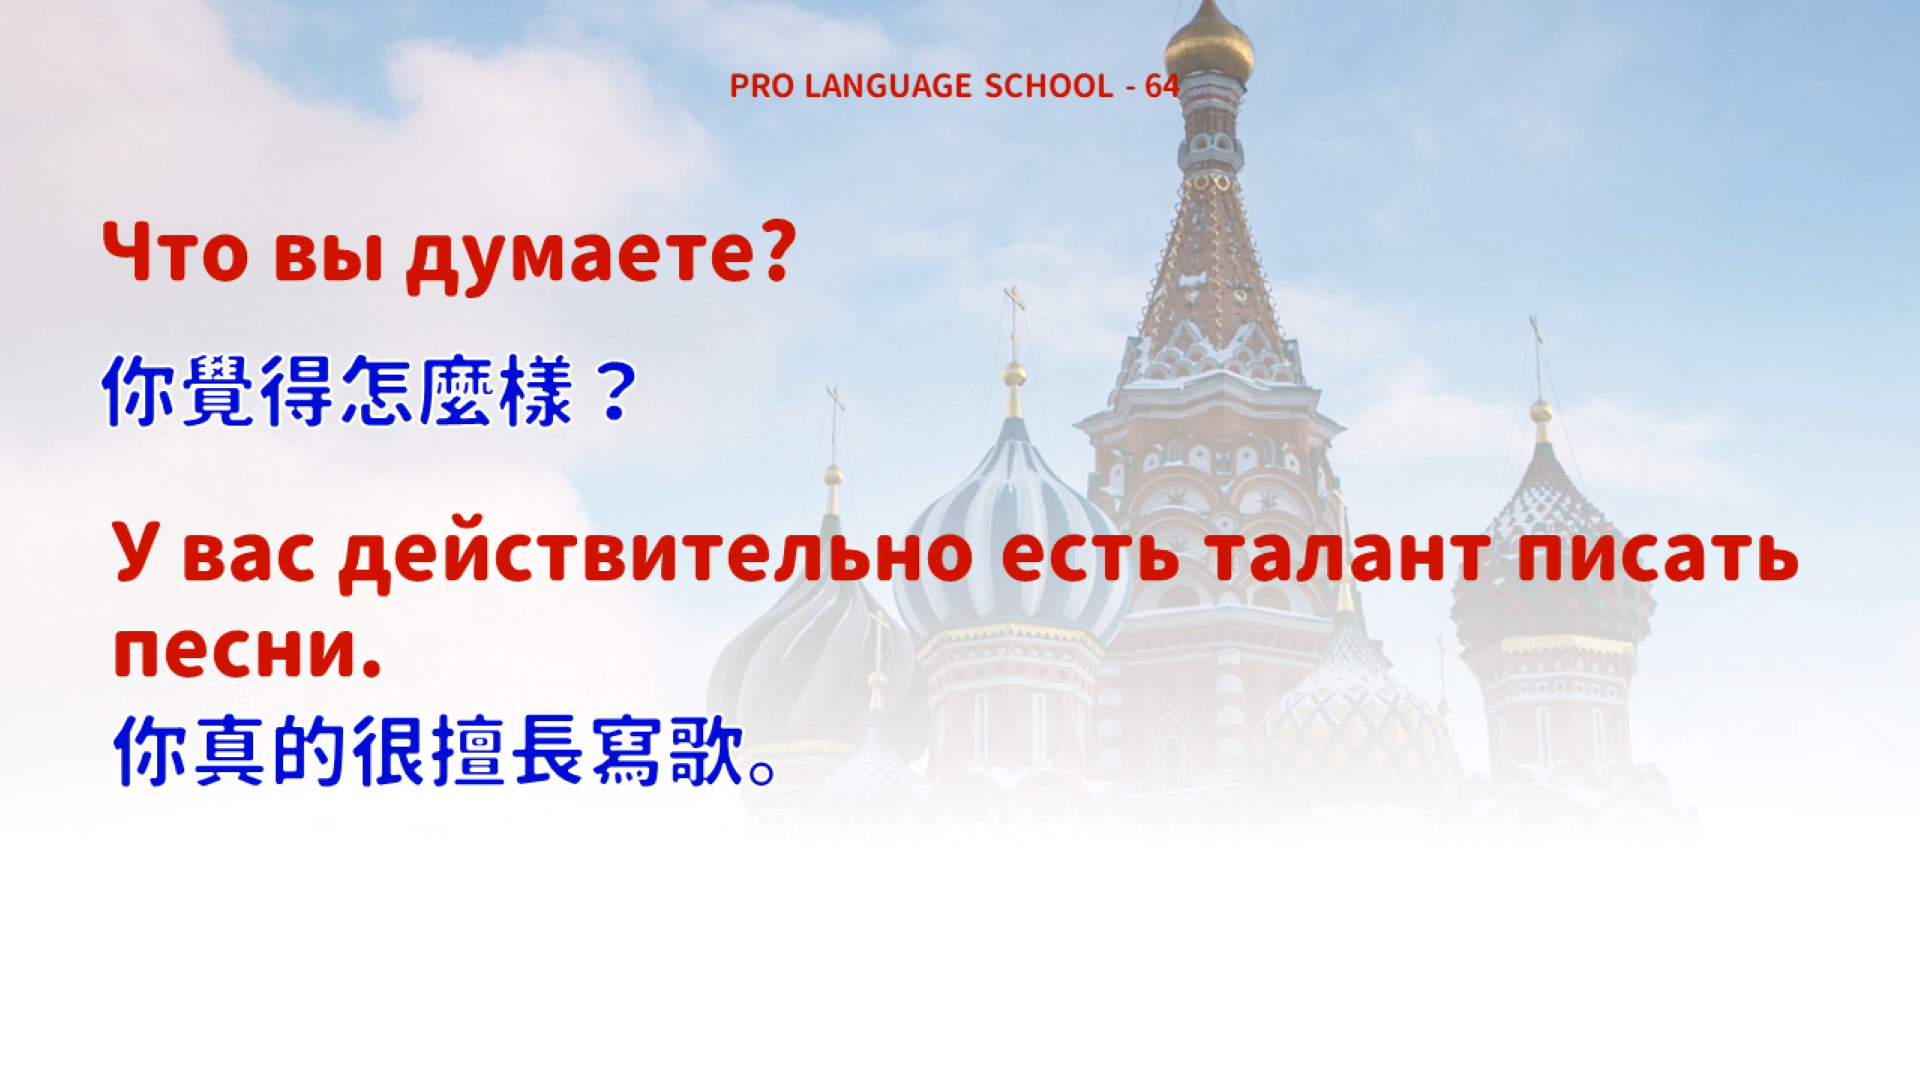 PRO LANGUAGE SCHOOL - 64
Что вы думаете?
你覺得怎麼樣？
У вас действительно есть талант писать
песни.
你真的很擅長寫歌。